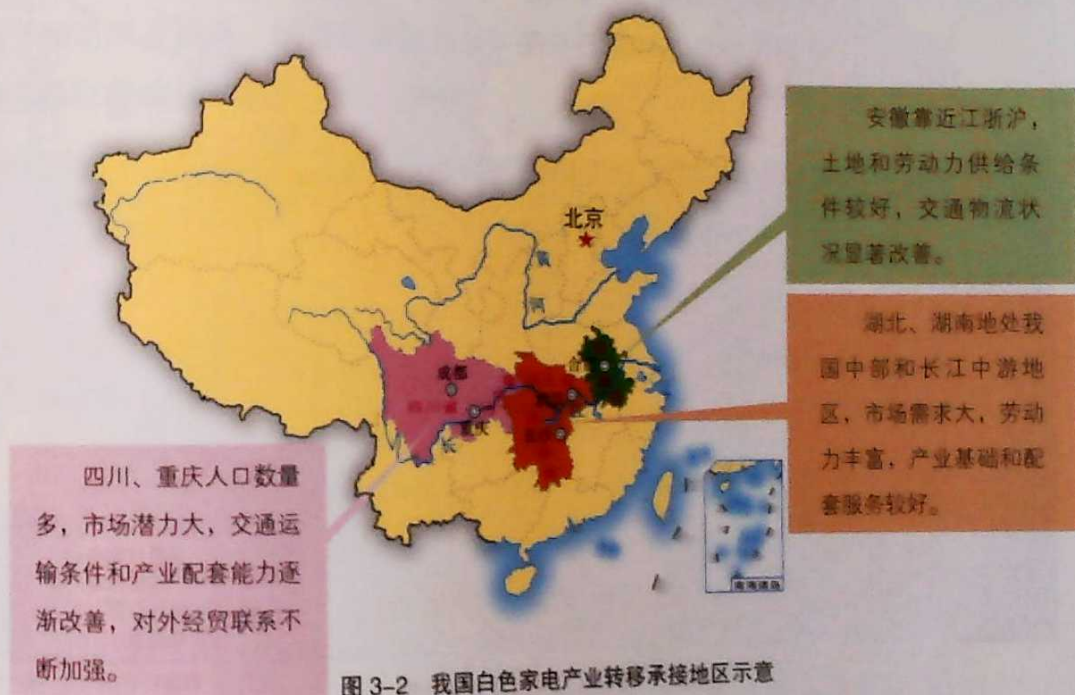 北京
安徽靠近江浙沪，
土地和劳动力供给条
件较好，交通物流状
况显著改善。
湖北、湖南地处我
国中部和长江中游地
区，市场需求大，劳动
力丰富，产业基础和配
套服务较好。
黄
河
成都
重庆
四川、重庆人口数量
多，市场潜力大，交通运
输条件和产业配套能力逐
渐改善，对外经贸联系不
断加强。
南海诸岛
图 3-2 我国白色家电产业转移承接地区示意